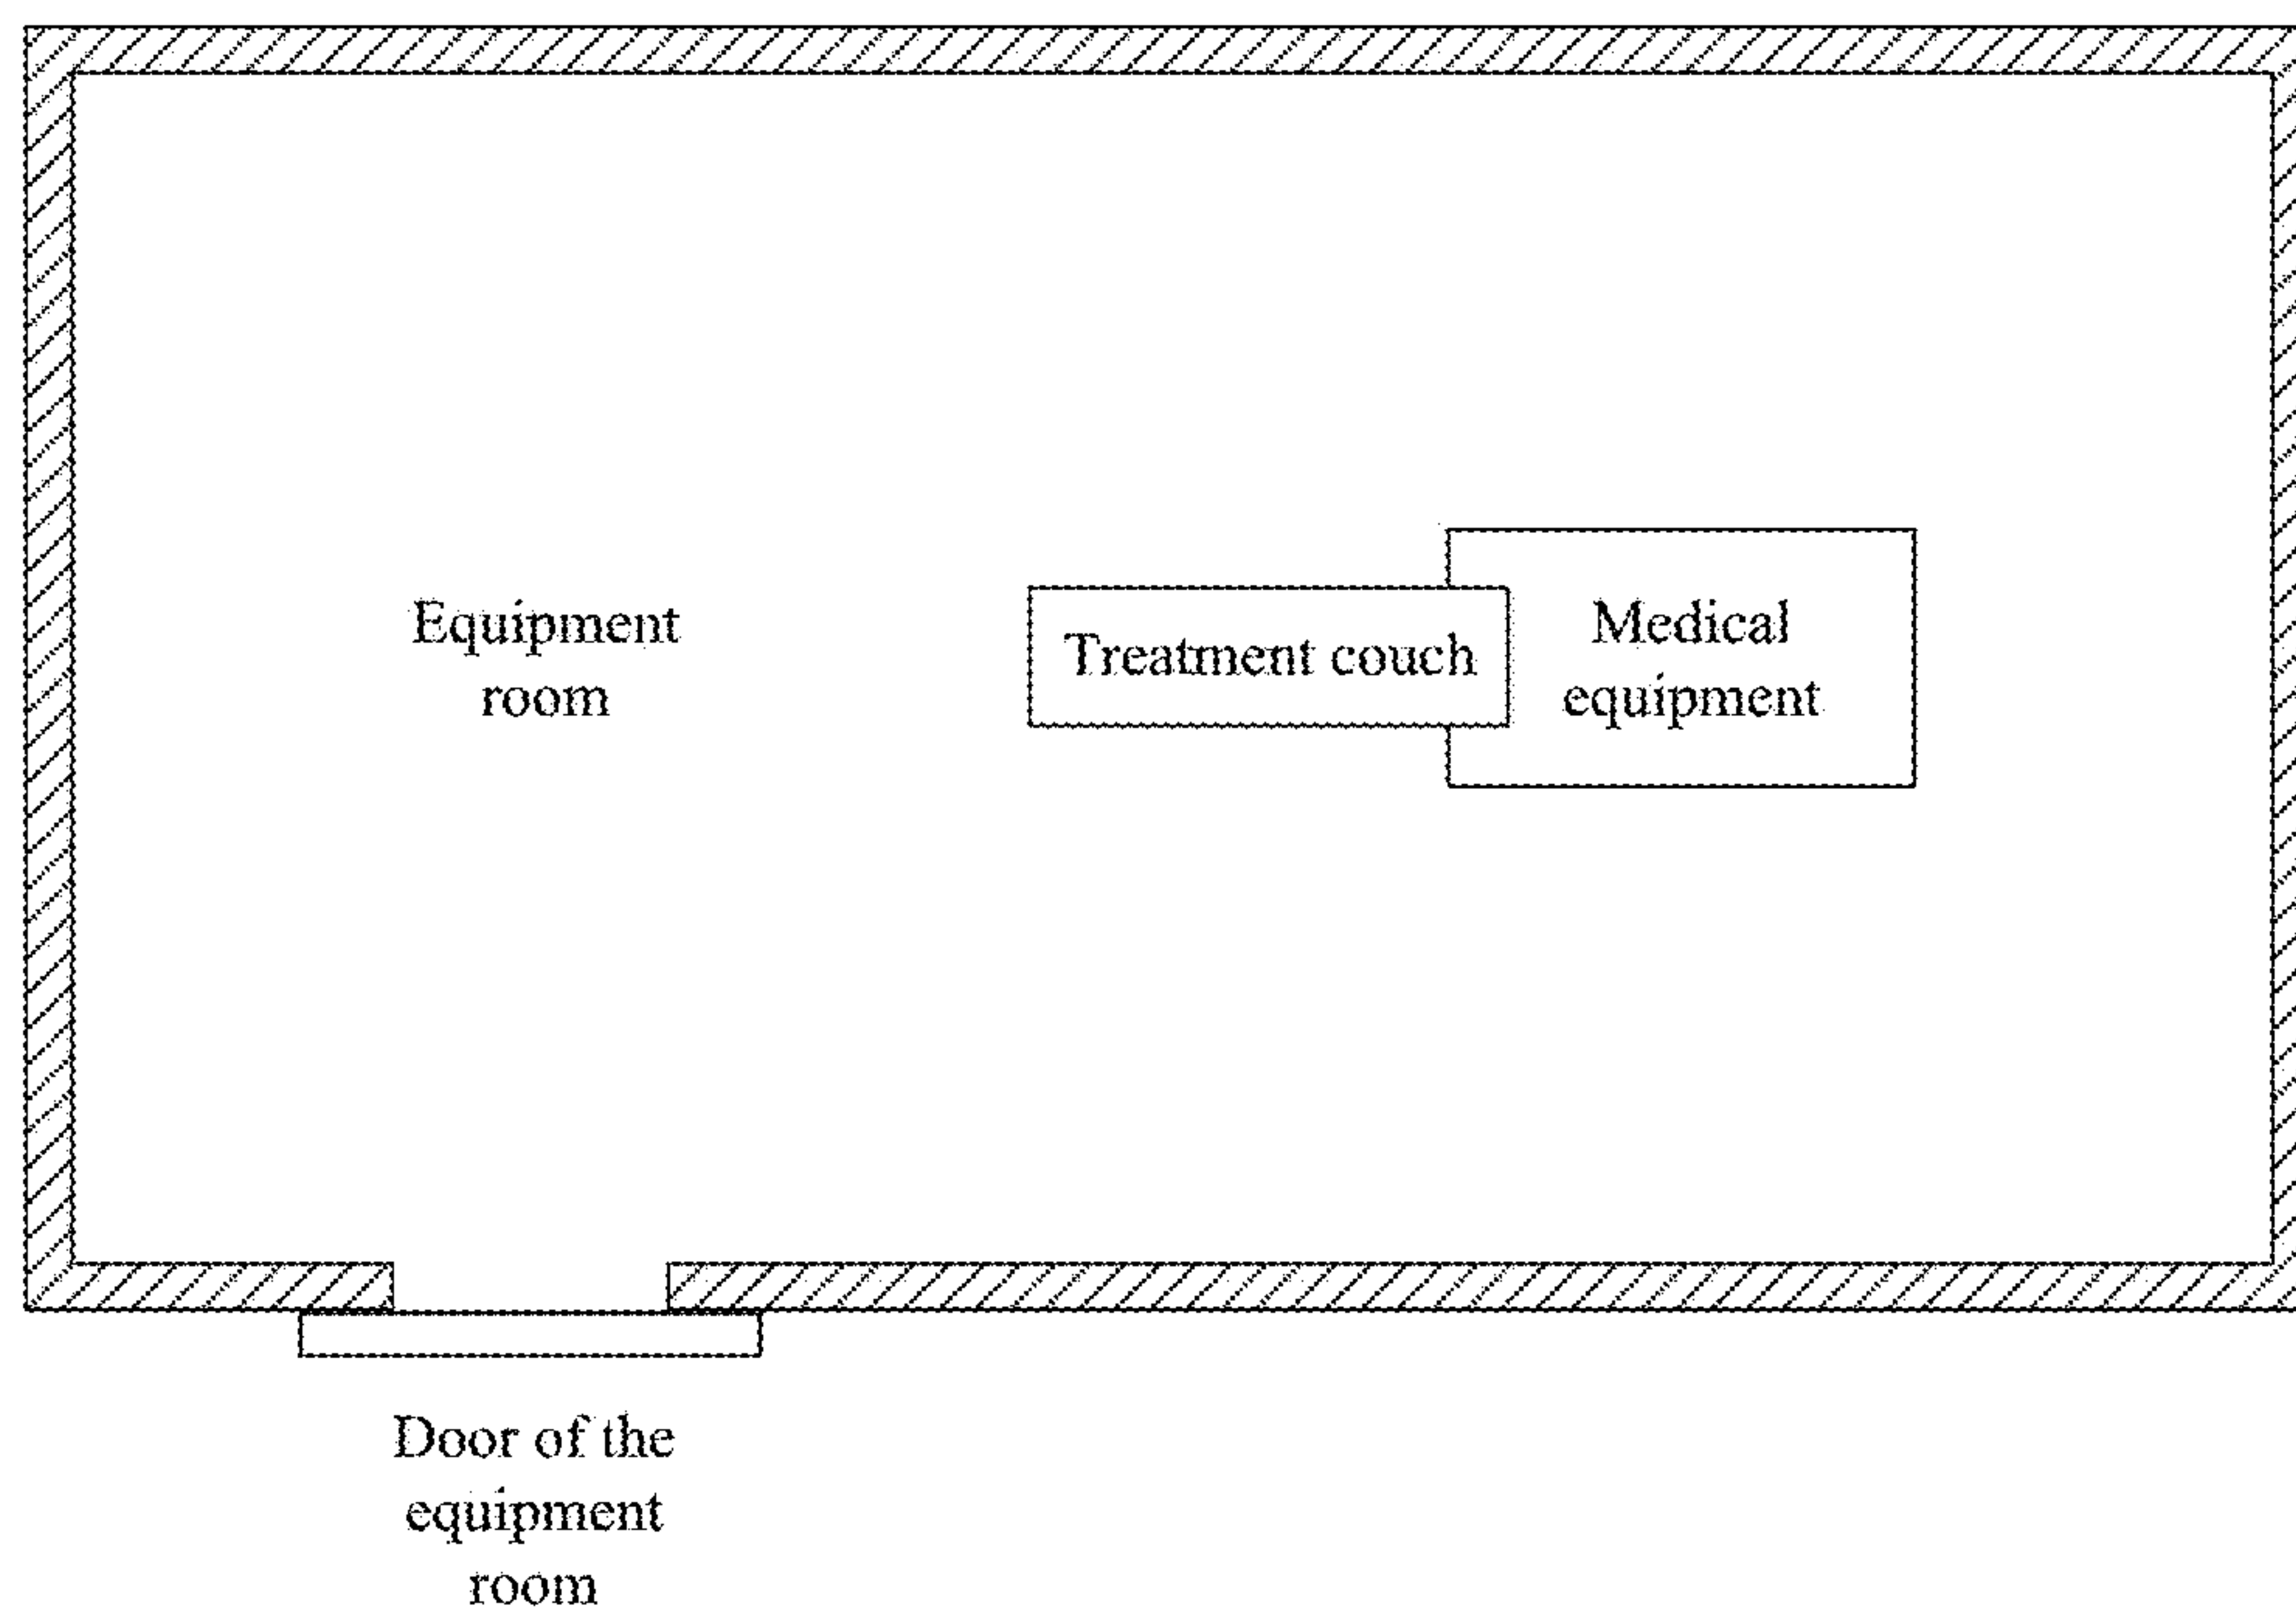 Equipment
room
Treatment couch
Medical
equipment
Door of the
equipment
room